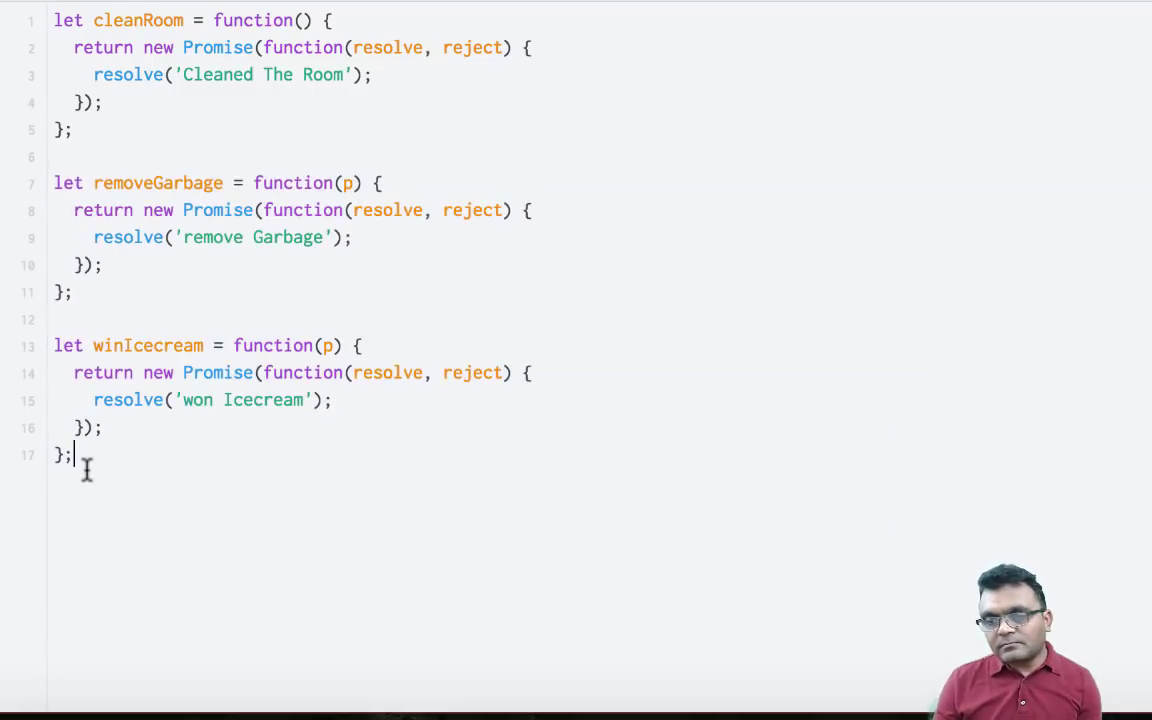 1 let cleanRoom = function() {
2 return new Promise(function(resolve, reject) {
3 resolve('Cleaned The Room');
4 });
5 };
6
7 let removeGarbage = function(p) {
8 return new Promise(function(resolve, reject) {
9 resolve('remove Garbage');
10 });
11 };
12
13 let winIcecream = function(p) {
14 return new Promise(function(resolve, reject) {
15 resolve('won Icecream');
16 });
17 };